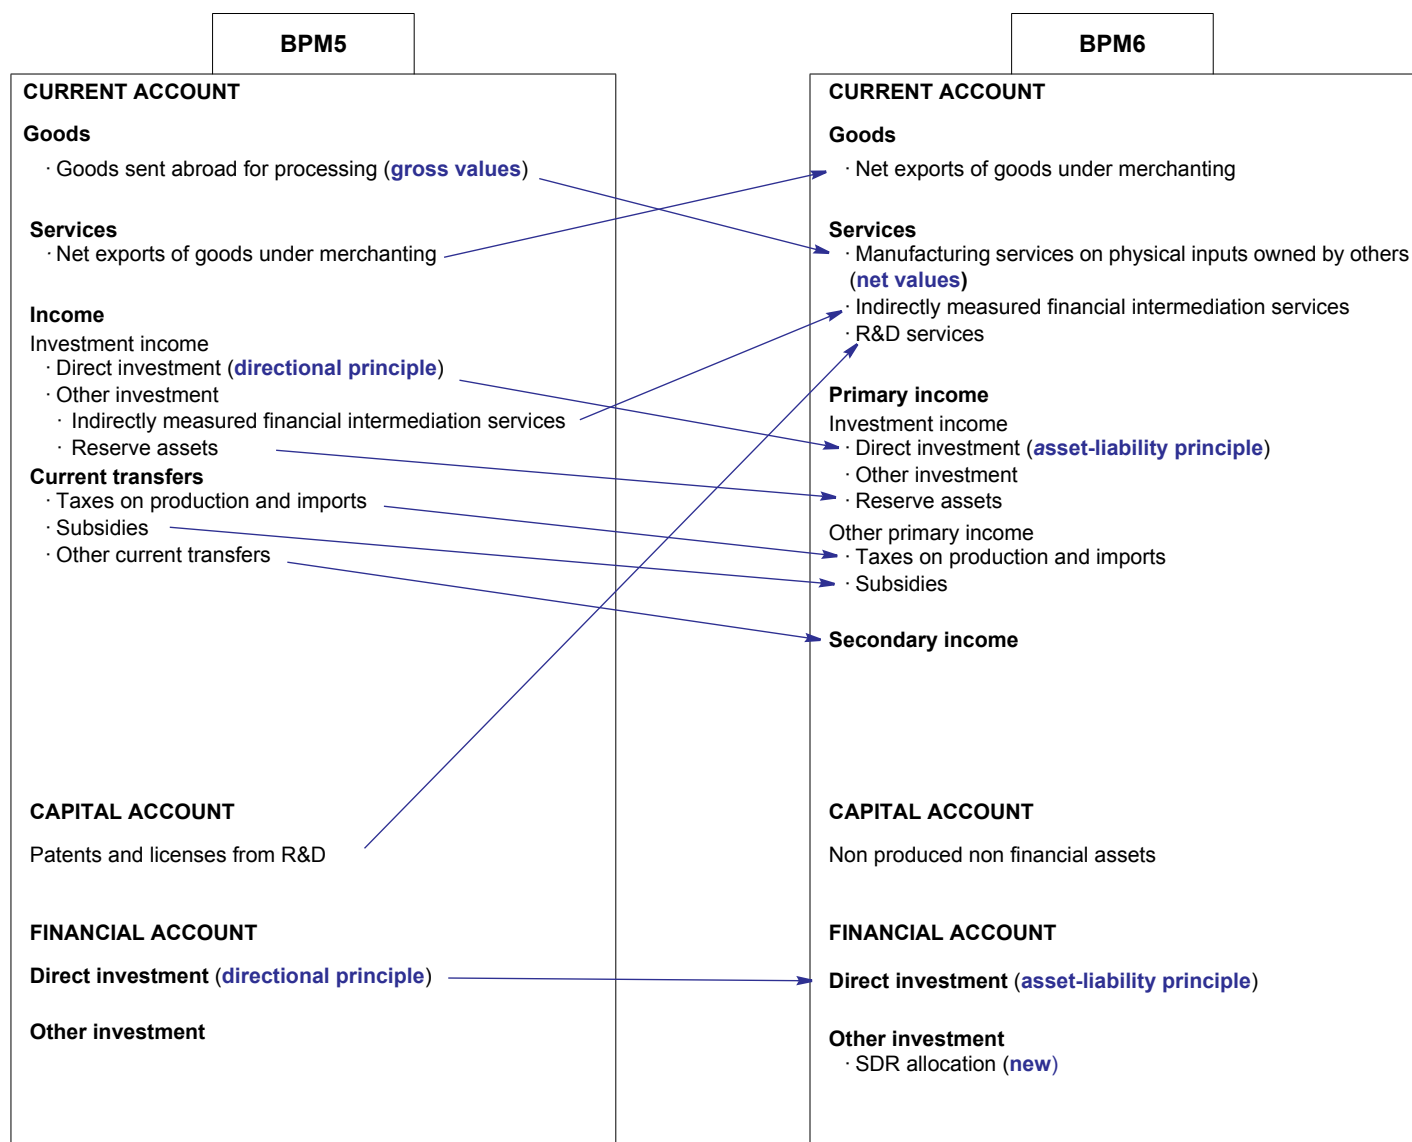 BPM5
CURRENT ACCOUNT
Goods
· Goods sent abroad for processing (gross values)
Services
· Net exports of goods under merchanting
Income
Investment income
· Direct investment (directional principle)
· Other investment
· Indirectly measured financial intermediation services
· Reserve assets
Current transfers
· Taxes on production and imports
· Subsidies
· Other current transfers
CAPITAL ACCOUNT
Patents and licenses from R&D
FINANCIAL ACCOUNT
Direct investment (directional principle)
Other investment
BPM6
CURRENT ACCOUNT
Goods
· Net exports of goods under merchanting
Services
· Manufacturing services on physical inputs owned by others
(net values)
· Indirectly measured financial intermediation services
· R&D services
Primary income
Investment income
· Direct investment (asset-liability principle)
· Other investment
· Reserve assets
Other primary income
· Taxes on production and imports
· Subsidies
Secondary income
CAPITAL ACCOUNT
Non produced non financial assets
FINANCIAL ACCOUNT
Direct investment (asset-liability principle)
Other investment
· SDR allocation (new)